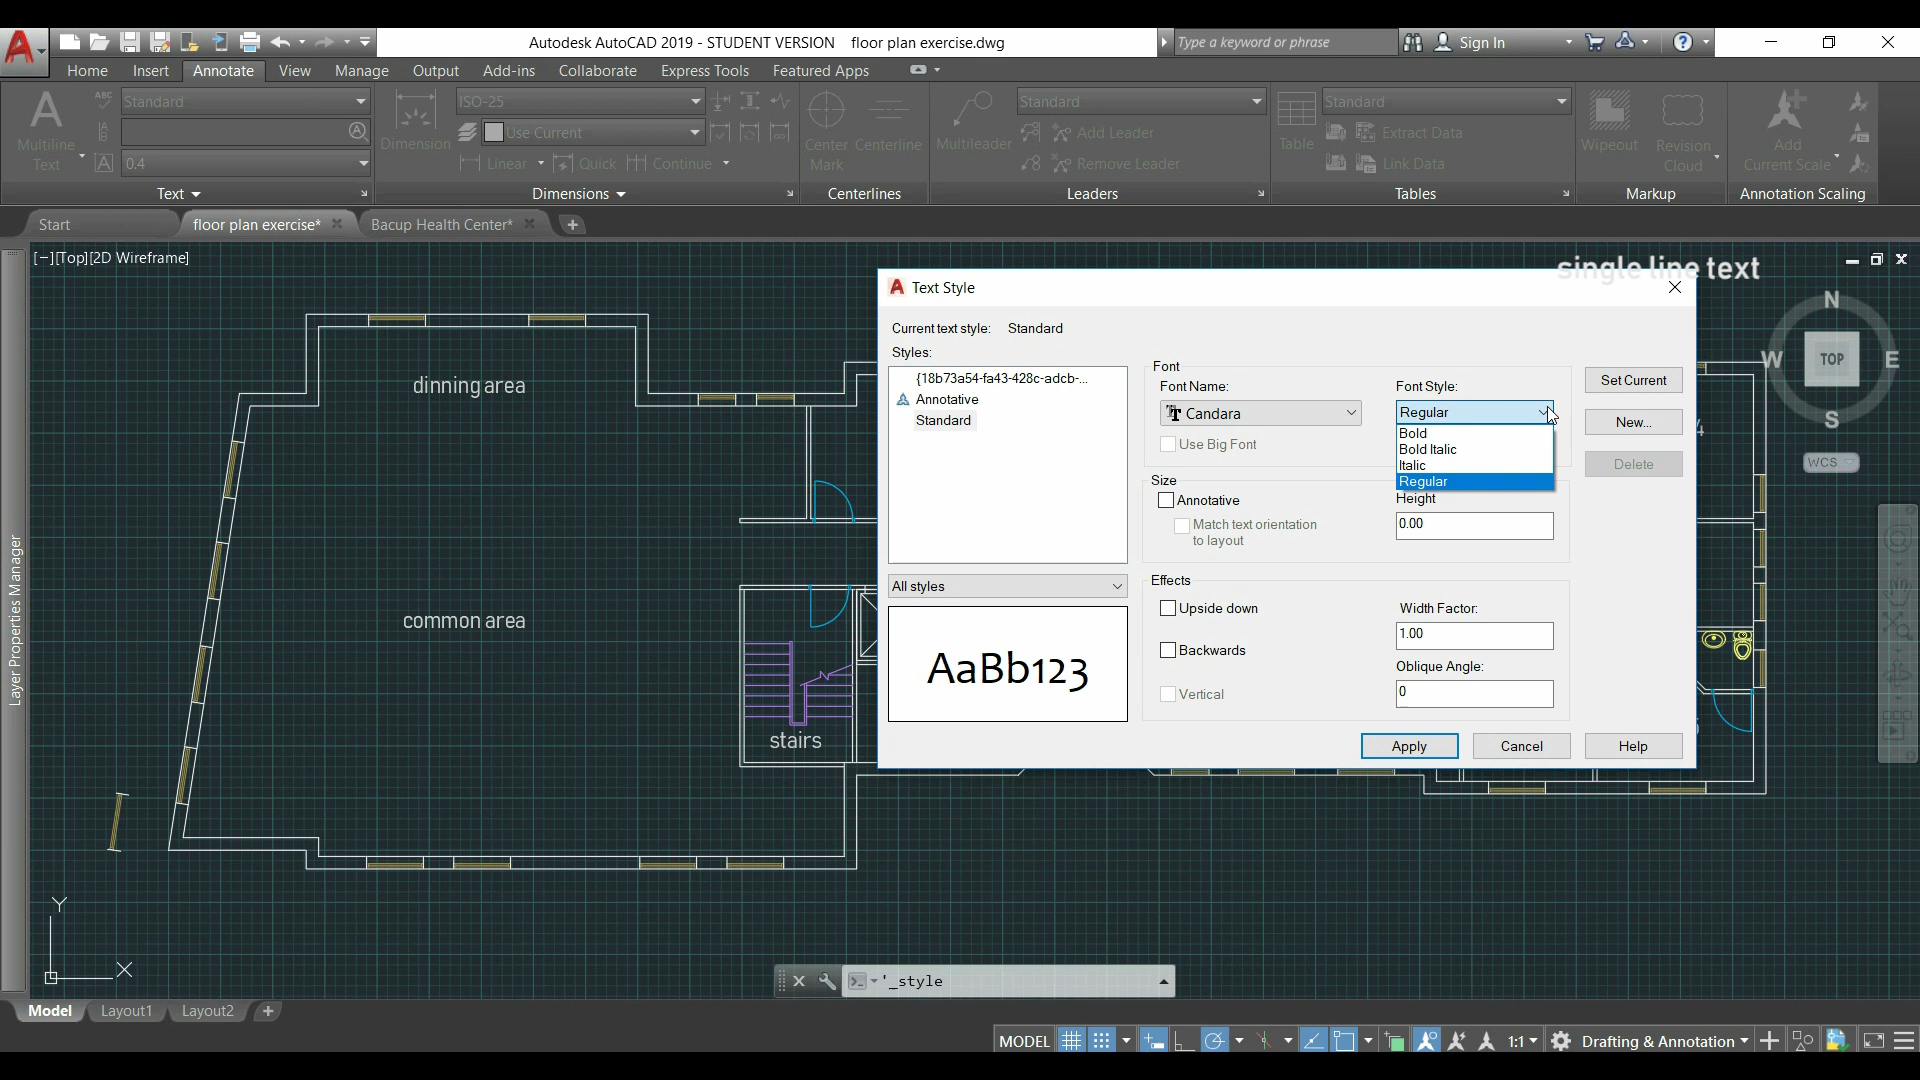 Autodesk AutoCAD 2019 - STUDENT VERSION floor plan exercise.dwg
Type a keyword or phrase
Sign In
Home Insert Annotate View Manage Output Add-ins Collaborate Express Tools Featured Apps
Multiline Text
Standard
0.4
Text
Dimension
ISO-25
Use Current
Linear Quick Continue
Dimensions
Center Mark
Centerline
Centerlines
Multileader
Standard
Add Leader
Remove Leader
Leaders
Table
Standard
Extract Data
Link Data
Tables
Wipeout
Revision Cloud
Markup
Add Current Scale
Annotation Scaling
Start floor plan exercise* Bacup Health Center*
[−][Top][2D Wireframe]
single line text
Layer Properties Manager
dinning area
common area
stairs
Text Style
Current text style: Standard
Styles:
{18b73a54-fa43-428c-adcb-...
Annotative
Standard
All styles
AaBb123
Font
Font Name:
Candara
Use Big Font
Font Style:
Regular
Bold
Bold Italic
Italic
Regular
Size
Annotative
Match text orientation
to layout
Height
0.00
Effects
Upside down
Backwards
Vertical
Width Factor:
1.00
Oblique Angle:
0
Set Current
New...
Delete
Apply Cancel Help
N
W TOP E
S
WCS
4
Y
X
'_style
Model Layout1 Layout2
MODEL 1:1 Drafting & Annotation